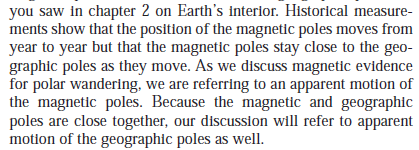 you saw in chapter 2 on Earth's interior. Historical measure-
ments show that the position of the magnetic poles moves from
year to year but that the magnetic poles stay close to the geo-
graphic poles as they move. As we discuss magnetic evidence
for polar wandering, we are referring to an apparent motion of
the magnetic poles. Because the magnetic and geographic
poles are close together, our discussion will refer to apparent
motion of the geographic poles as well.